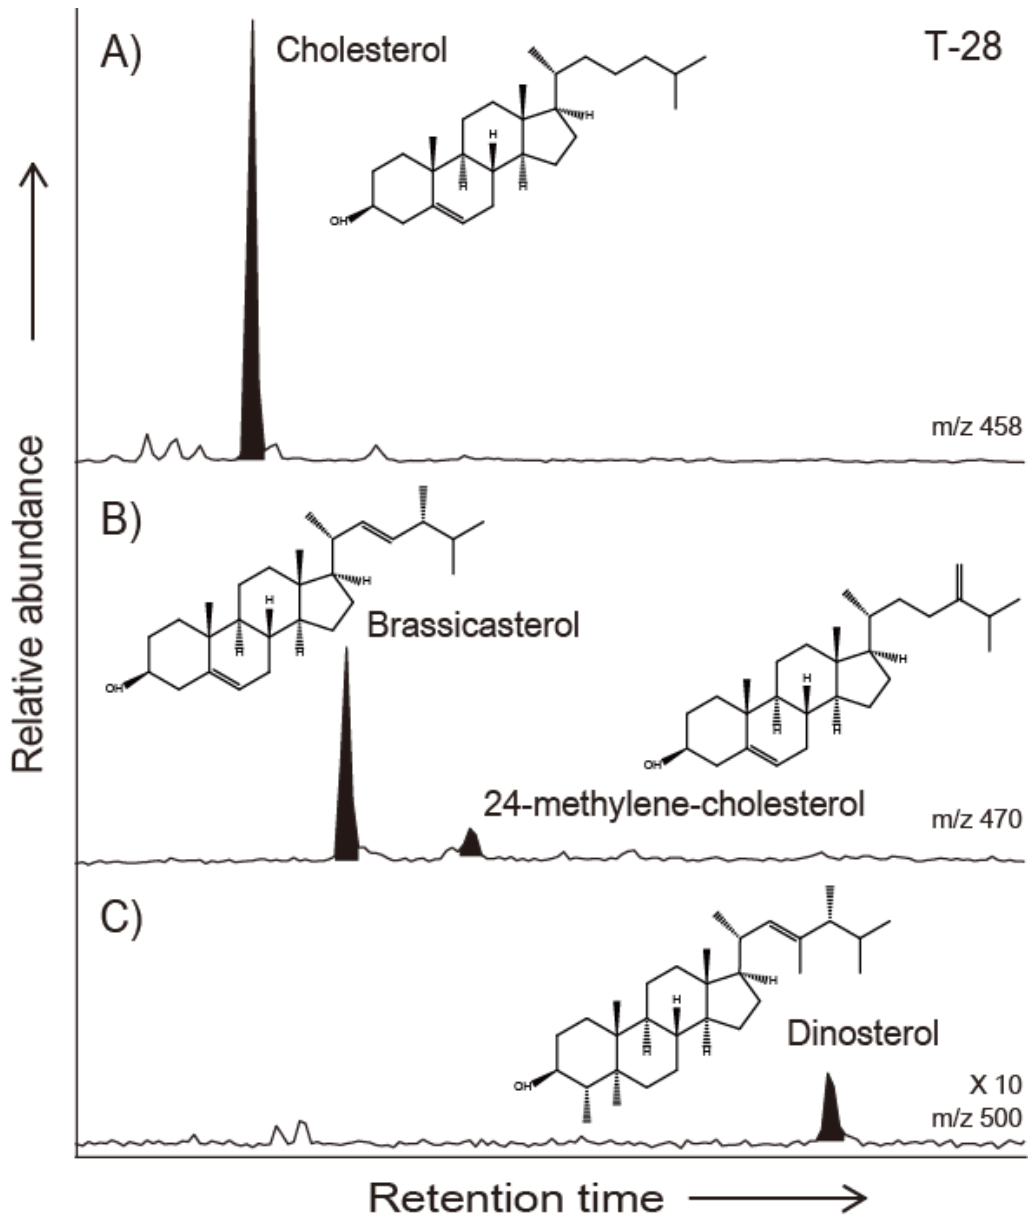 A)
Cholesterol
T-28
H
H
H
H
OH
m/z 458
Relative abundance
B)
H
H
H
H
OH
Brassicasterol
H
H
H
H
OH
24-methylene-cholesterol
m/z 470
C)
H
H
H
H
OH
Dinosterol
X 10
m/z 500
Retention time